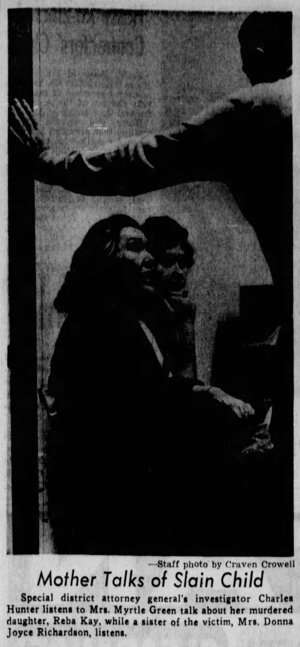 —Staff photo by Craven Crowell
Mother Talks of Slain Child
Special district attorney general's investigator Charles
Hunter listens to Mrs. Myrtle Green talk about her murdered
daughter, Reba Kay, while a sister of the victim, Mrs. Donna
Joyce Richardson, listens.